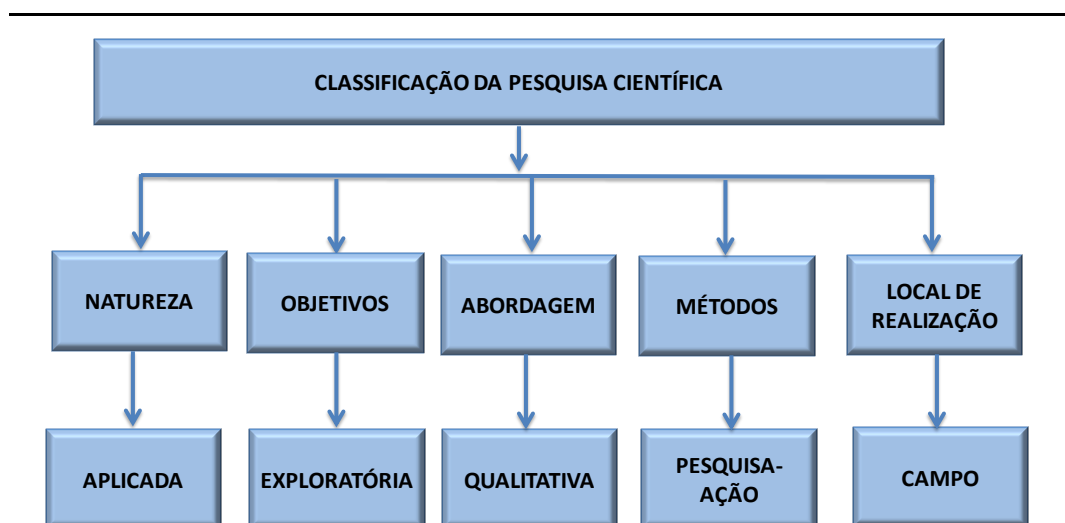 CLASSIFICAÇÃO DA PESQUISA CIENTÍFICA
NATUREZA
OBJETIVOS
ABORDAGEM
MÉTODOS
LOCAL DE
REALIZAÇÃO
APLICADA
EXPLORATÓRIA
QUALITATIVA
PESQUISA-
AÇÃO
CAMPO